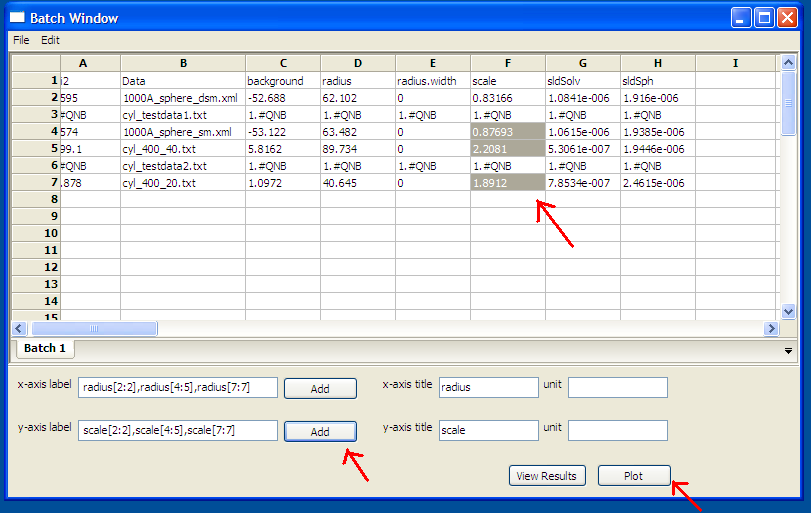 Batch Window
File Edit
A B C D E F G H I
1 i2 Data background radius radius.width scale sldSolv sldSph
2 595 1000A_sphere_dsm.xml -52.688 62.102 0 0.83166 1.0841e-006 1.916e-006
3 #QNB cyl_testdata1.txt 1.#QNB 1.#QNB 1.#QNB 1.#QNB 1.#QNB 1.#QNB
4 574 1000A_sphere_sm.xml -53.122 63.482 0 0.87693 1.0615e-006 1.9385e-006
5 99.1 cyl_400_40.txt 5.8162 89.734 0 2.2081 5.3061e-007 1.9446e-006
6 #QNB cyl_testdata2.txt 1.#QNB 1.#QNB 1.#QNB 1.#QNB 1.#QNB 1.#QNB
7 .878 cyl_400_20.txt 1.0972 40.645 0 1.8912 7.8534e-007 2.4615e-006
8
9
10
11
12
13
14
15
Batch 1
x-axis label radius[2:2],radius[4:5],radius[7:7] Add x-axis title radius unit
y-axis label scale[2:2],scale[4:5],scale[7:7] Add y-axis title scale unit
View Results Plot